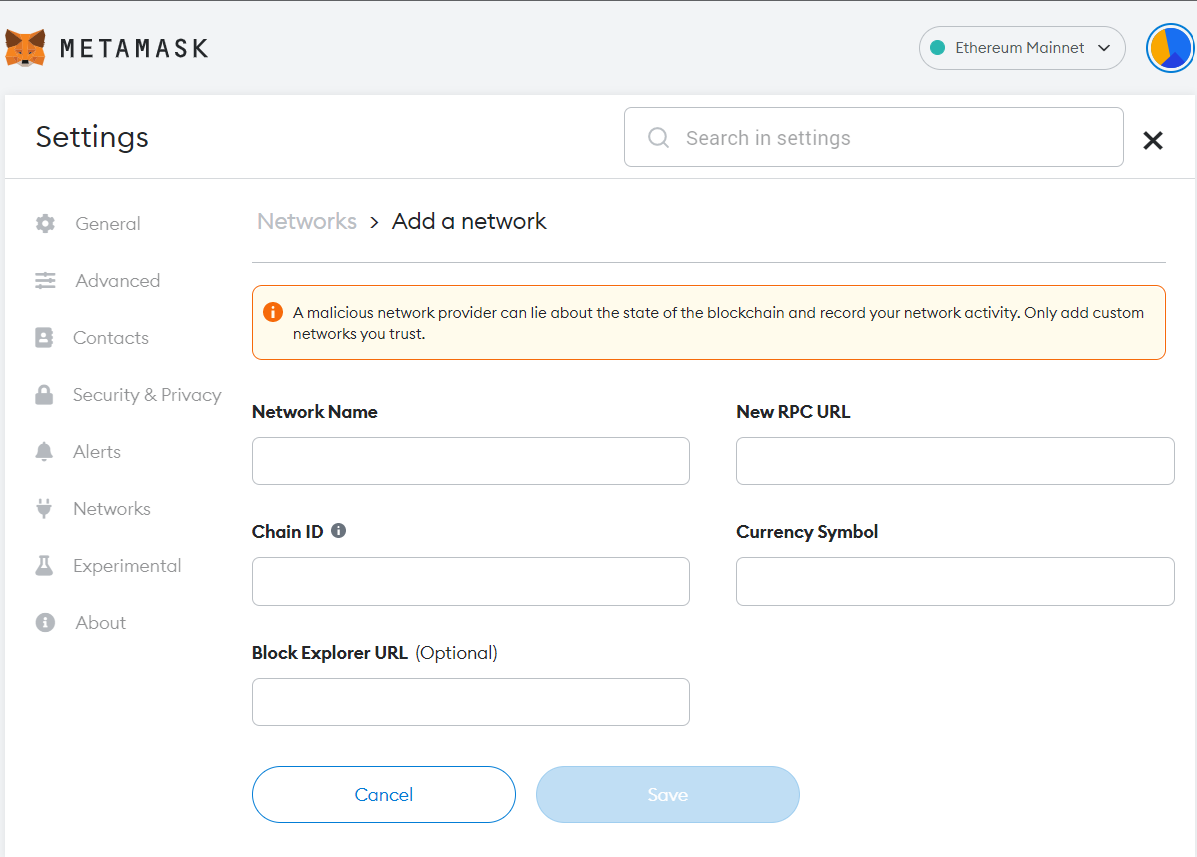 METAMASK
Ethereum Mainnet
Settings
Search in settings
General
Advanced
Contacts
Security & Privacy
Alerts
Networks
Experimental
About
Networks > Add a network
A malicious network provider can lie about the state of the blockchain and record your network activity. Only add custom
networks you trust.
Network Name
New RPC URL
Chain ID
Currency Symbol
Block Explorer URL (Optional)
Cancel
Save